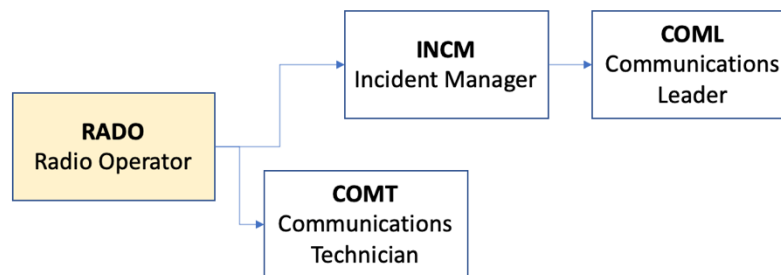 RADO
Radio Operator
INCM
Incident Manager
COML
Communications
Leader
COMT
Communications
Technician